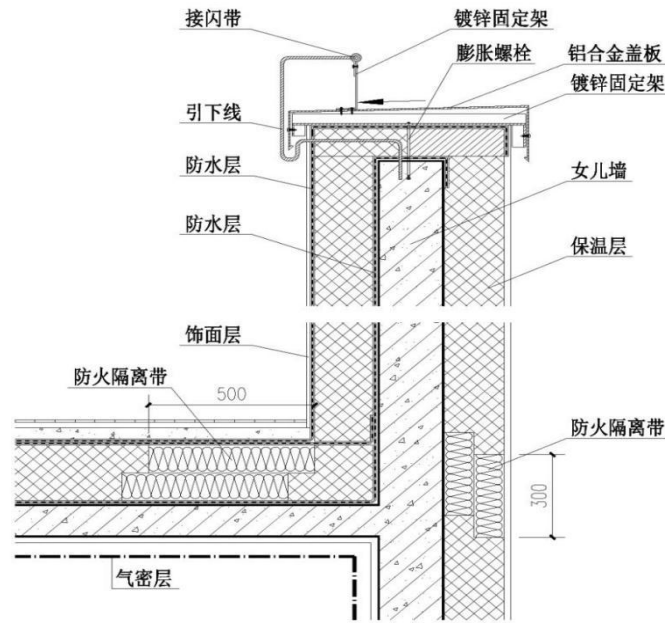 接闪带
镀锌固定架
膨胀螺栓
铝合金盖板
镀锌固定架
引下线
防水层
女儿墙
防水层
保温层
饰面层
防火隔离带
500
防火隔离带
300
气密层